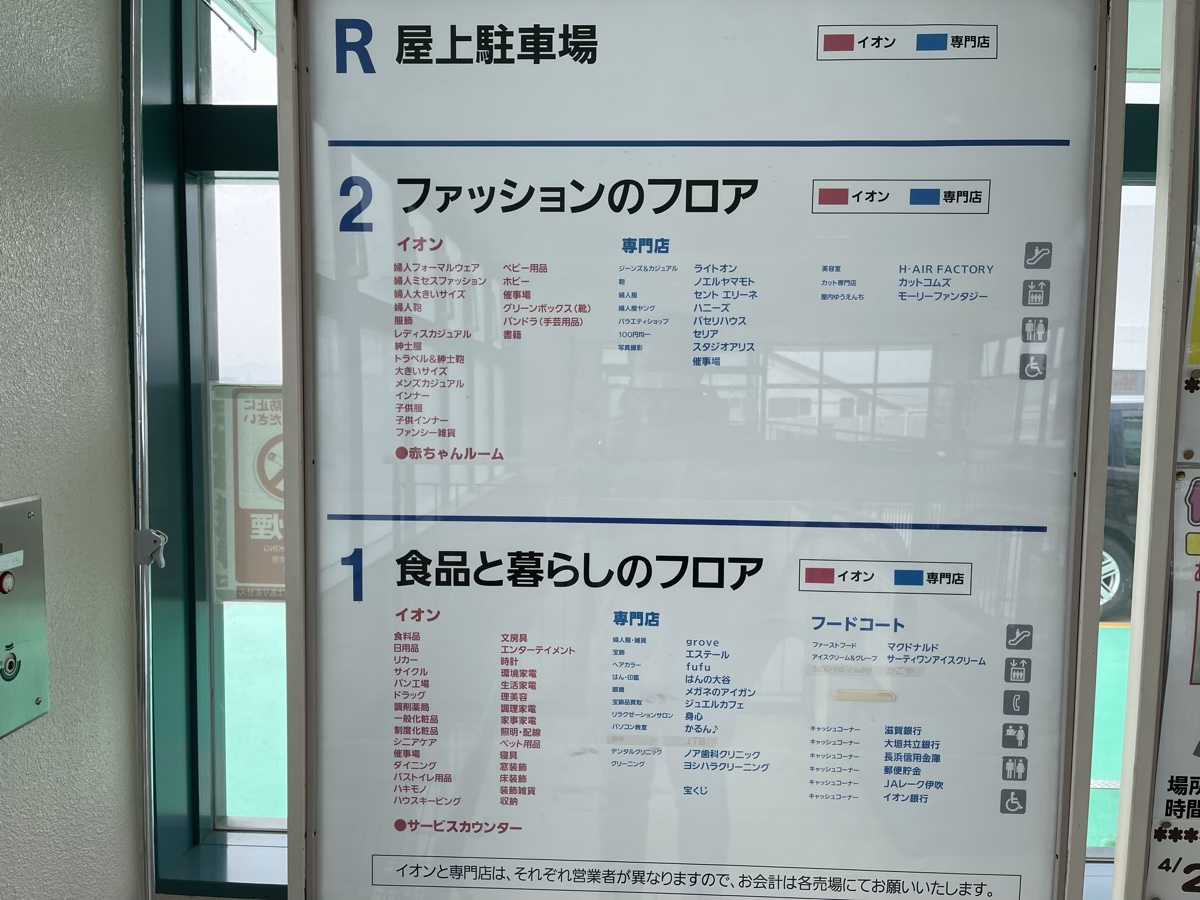 R 屋上駐車場
イオン 専門店
2 ファッションのフロア
イオン 専門店
イオン
婦人フォーマルウェア
婦人ミセスファッション
婦人大きいサイズ
婦人鞄
服飾
レディスカジュアル
紳士服
トラベル&紳士鞄
大きいサイズ
メンズカジュアル
インナー
子供服
子供インナー
ファンシー雑貨
ベビー用品
ホビー
催事場
グリーンボックス(靴)
パンドラ(手芸用品)
書籍
●赤ちゃんルーム
専門店
ジーンズ&カジュアル ライトオン
鞄 ノエルヤマモト
婦人服 セント エリーネ
婦人服ヤング ハニーズ
バラエティショップ パセリハウス
100円均一 セリア
写真撮影 スタジオアリス
催事場
美容室 H·AIR FACTORY
カット専門店 カットコムズ
屋内ゆうえんち モーリーファンタジー
1 食品と暮らしのフロア
イオン 専門店
イオン
食料品
日用品
リカー
サイクル
パン工場
ドラッグ
調剤薬局
一般化粧品
制度化粧品
シニアケア
催事場
ダイニング
バストイレ用品
ハキモノ
ハウスキーピング
文房具
エンターテイメント
時計
環境家電
生活家電
理美容
調理家電
家事家電
照明・配線
ペット用品
寝具
窓装飾
床装飾
装飾雑貨
収納
●サービスカウンター
専門店
婦人服・雑貨 grove
宝飾 エステール
ヘアカラー fufu
はん・印鑑 はんの大谷
眼鏡 メガネのアイガン
宝飾品買取 ジュエルカフェ
リラクゼーションサロン 身心
パソコン教室 かるん♪
JTB
デンタルクリニック ノア歯科クリニック
クリーニング ヨシハラクリーニング
宝くじ
フードコート
ファーストフード マクドナルド
アイスクリーム&クレープ サーティワンアイスクリーム
キャッシュコーナー 滋賀銀行
キャッシュコーナー 大垣共立銀行
キャッシュコーナー 長浜信用金庫
キャッシュコーナー 郵便貯金
キャッシュコーナー JAレーク伊吹
キャッシュコーナー イオン銀行
イオンと専門店は、それぞれ営業者が異なりますので、お会計は各売場にてお願いいたします。
場所
時間
4/2